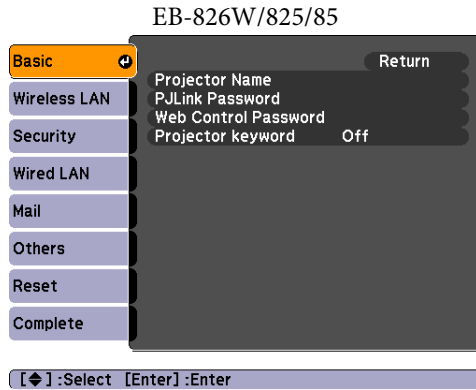 EB-826W/825/85
Basic
Return
Projector Name
Wireless LAN
PJLink Password
Web Control Password
Security
Projector keyword Off
Wired LAN
Mail
Others
Reset
Complete
[◆] :Select [Enter] :Enter